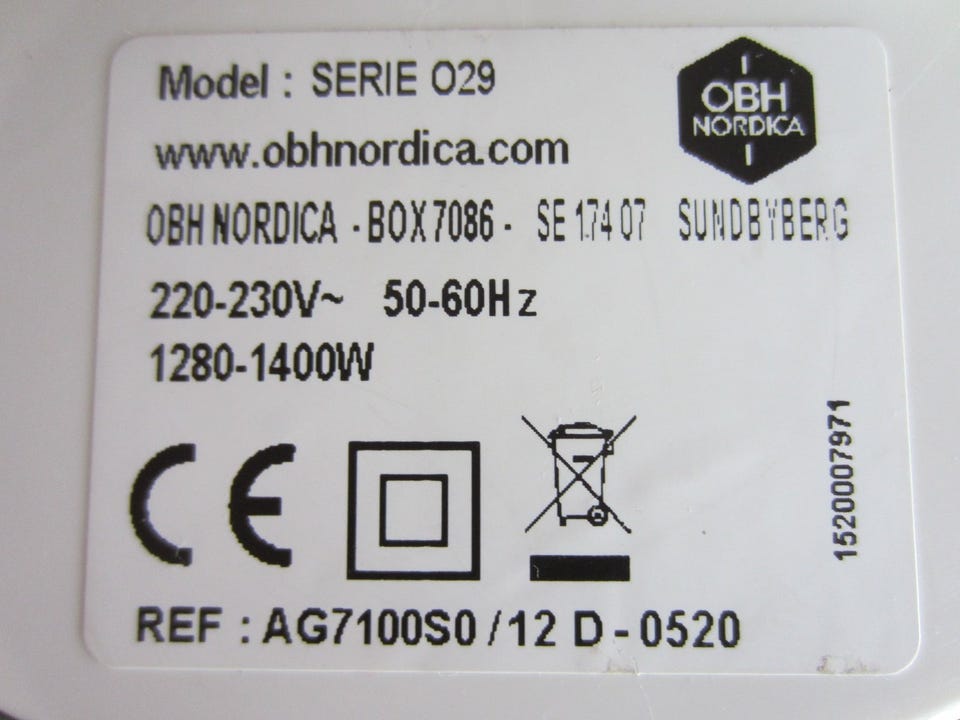 Model : SERIE O29
OBH
NORDICA
www.obhnordica.com
OBH NORDICA - BOX 7086 - SE 174 07 SUNDBYBERG
220-230V~ 50-60Hz
1280-1400W
CE
1520007971
REF : AG7100S0 / 12 D - 0520